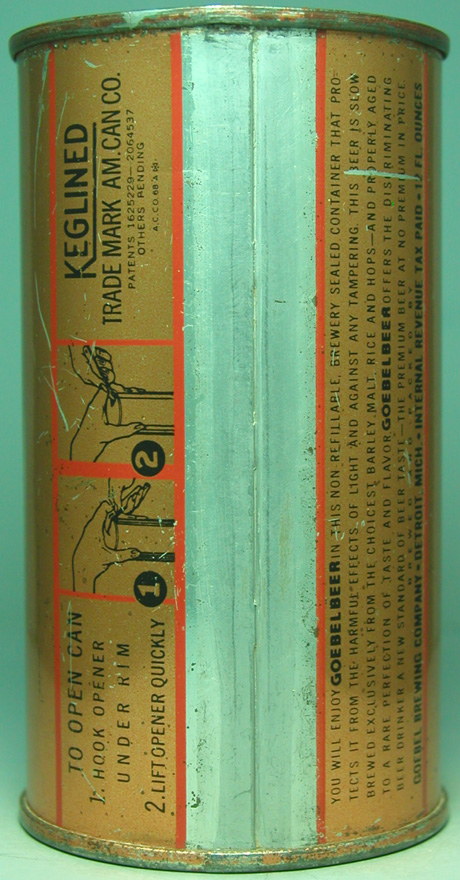 KEGLINED
TRADE MARK AM. CAN CO.
PATENTS 1625229–2064537
OTHERS PENDING
2
1
TO OPEN CAN
1. HOOK OPENER
UNDER RIM
2. LIFT OPENER QUICKLY
YOU WILL ENJOY GOEBEL BEER IN THIS NON-REFILLABLE, BREWERY SEALED CONTAINER THAT PRO-
TECTS IT FROM THE HARMFUL EFFECTS OF LIGHT AND AGAINST ANY TAMPERING. THIS BEER IS SLOW
BREWED EXCLUSIVELY FROM THE CHOICEST BARLEY, MALT, RICE AND HOPS—AND PROPERLY AGED
TO A RARE PERFECTION OF TASTE AND FLAVOR. GOEBEL BEER OFFERS THE DISCRIMINATING
BEER DRINKER A NEW STANDARD OF BEER TASTE—THE PREMIUM BEER AT NO PREMIUM IN PRICE
GOEBEL BREWING COMPANY • DETROIT, MICH. • INTERNAL REVENUE TAX PAID • FL. OUNCES